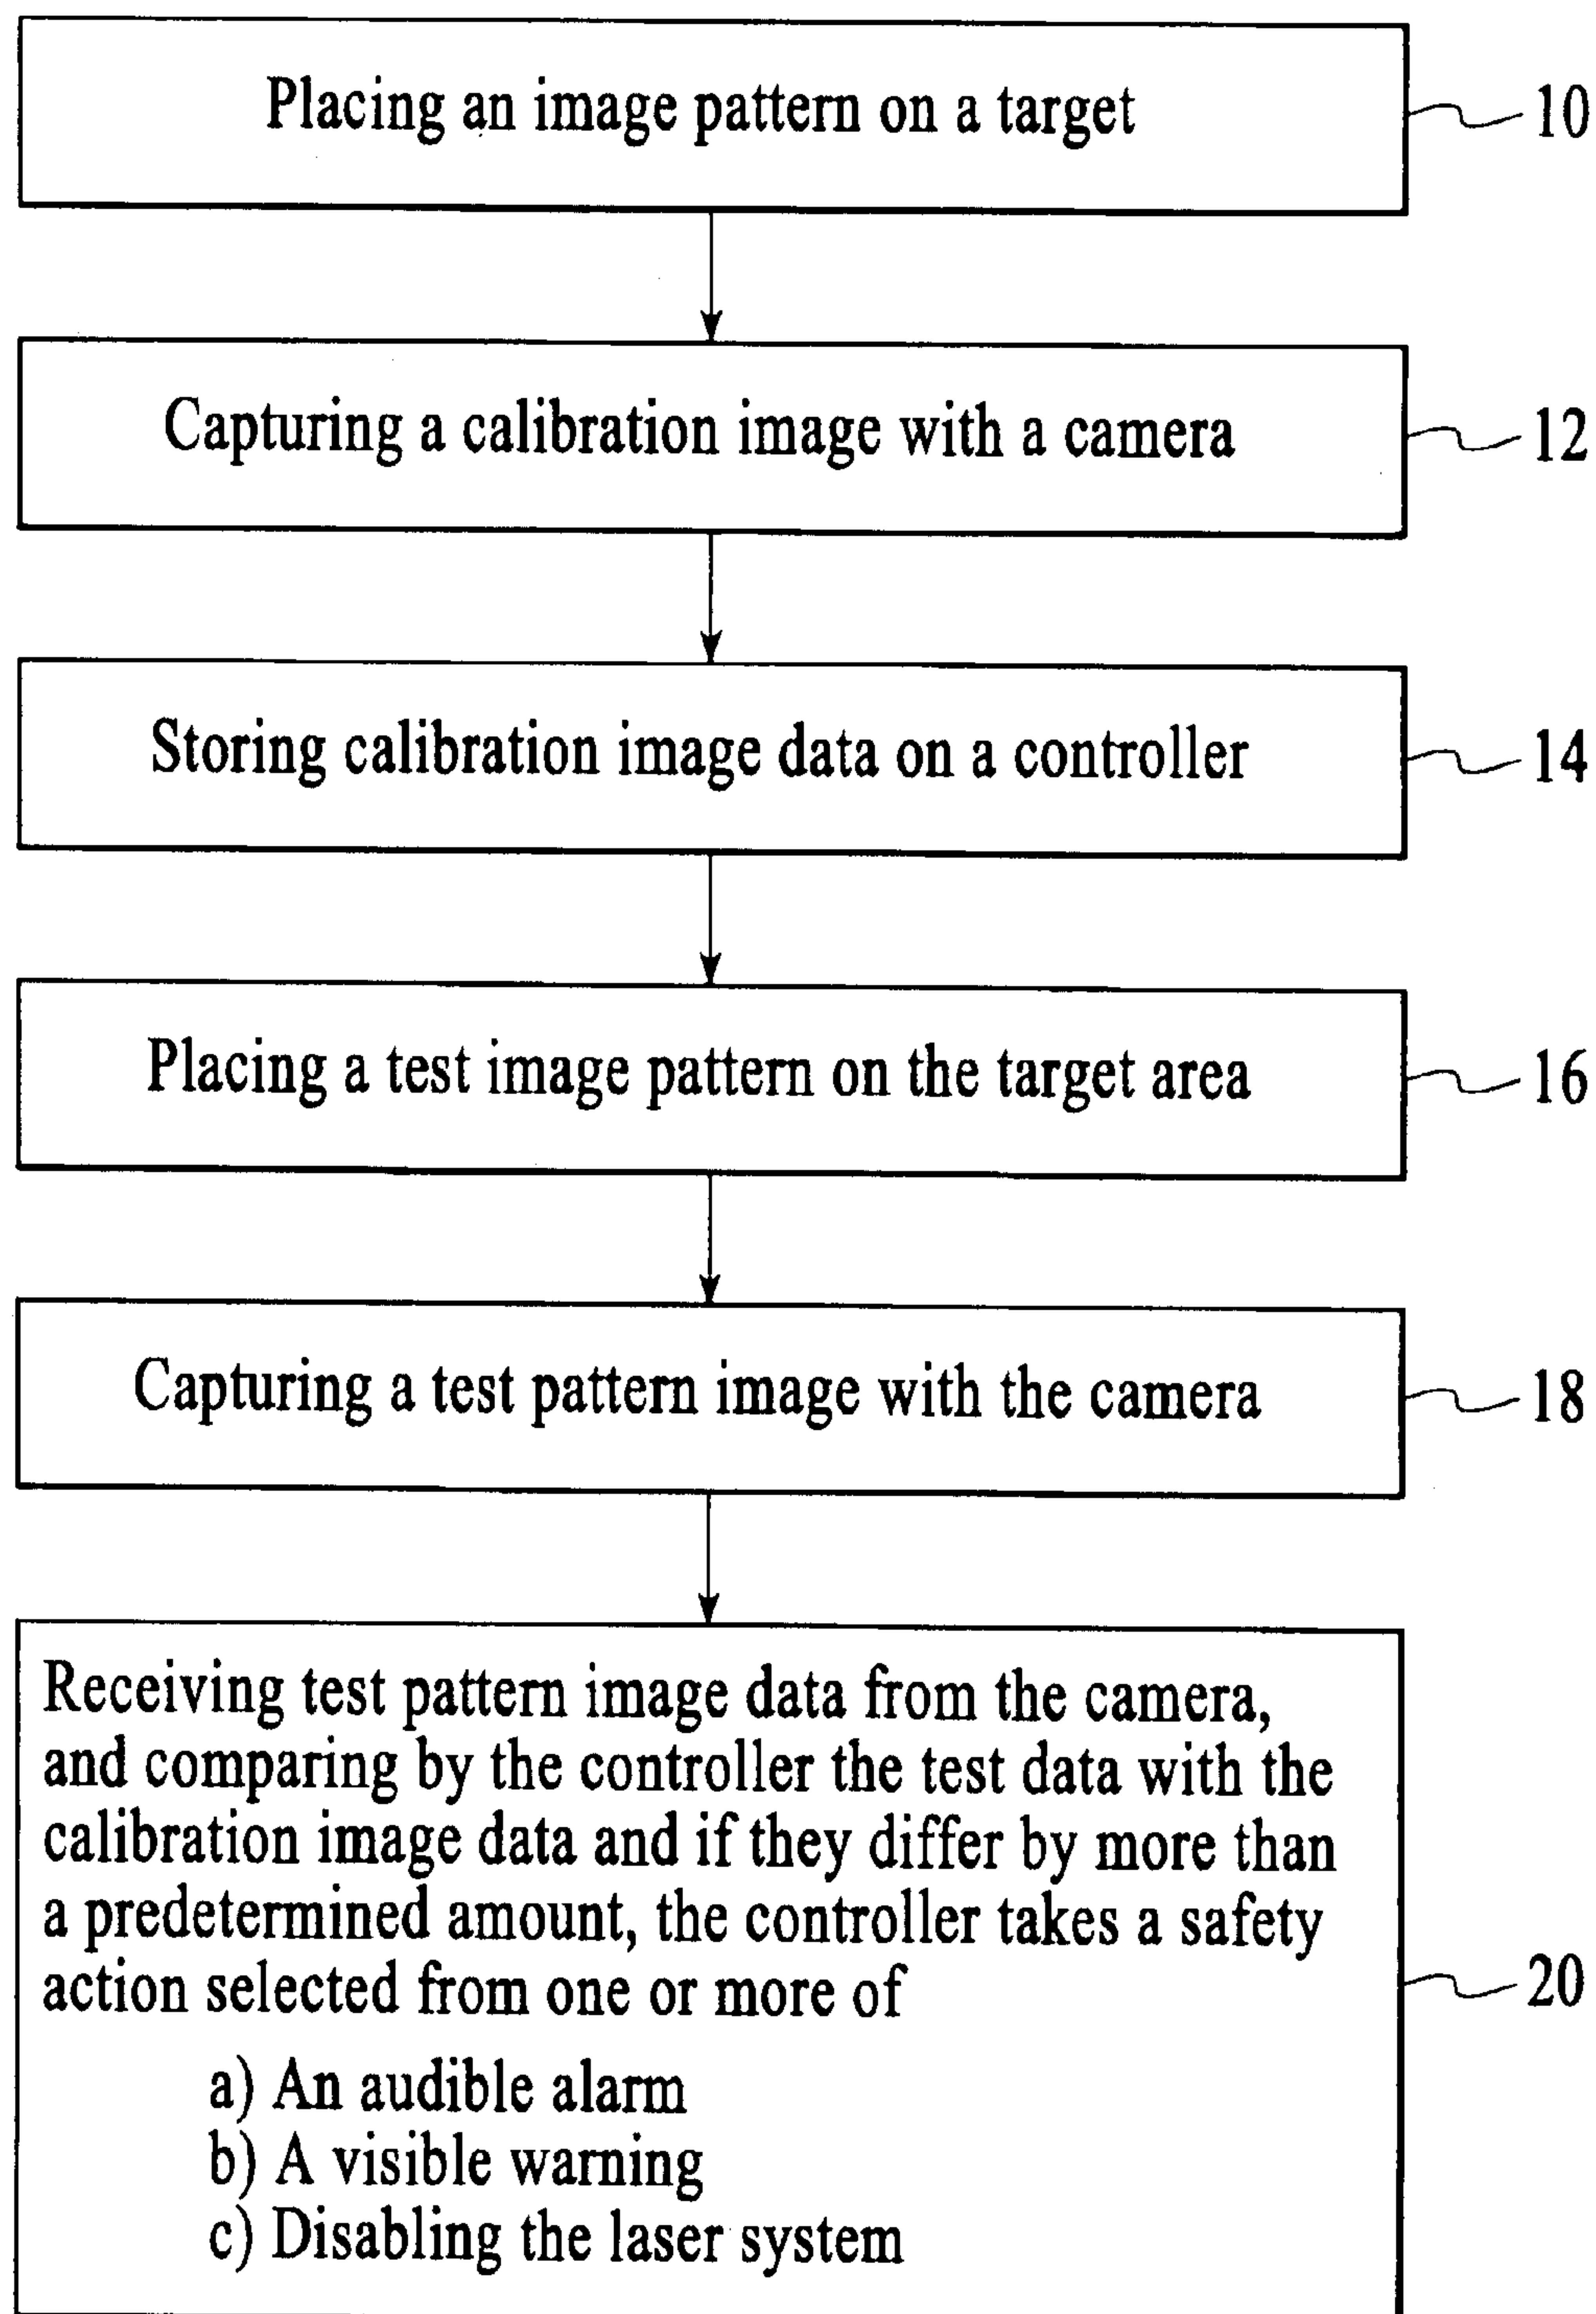 Placing an image pattern on a target
10
Capturing a calibration image with a camera
12
Storing calibration image data on a controller
14
Placing a test image pattern on the target area
16
Capturing a test pattern image with the camera
18
Receiving test pattern image data from the camera,
and comparing by the controller the test data with the
calibration image data and if they differ by more than
a predetermined amount, the controller takes a safety
action selected from one or more of
20
a) An audible alarm
b) A visible warning
c) Disabling the laser system